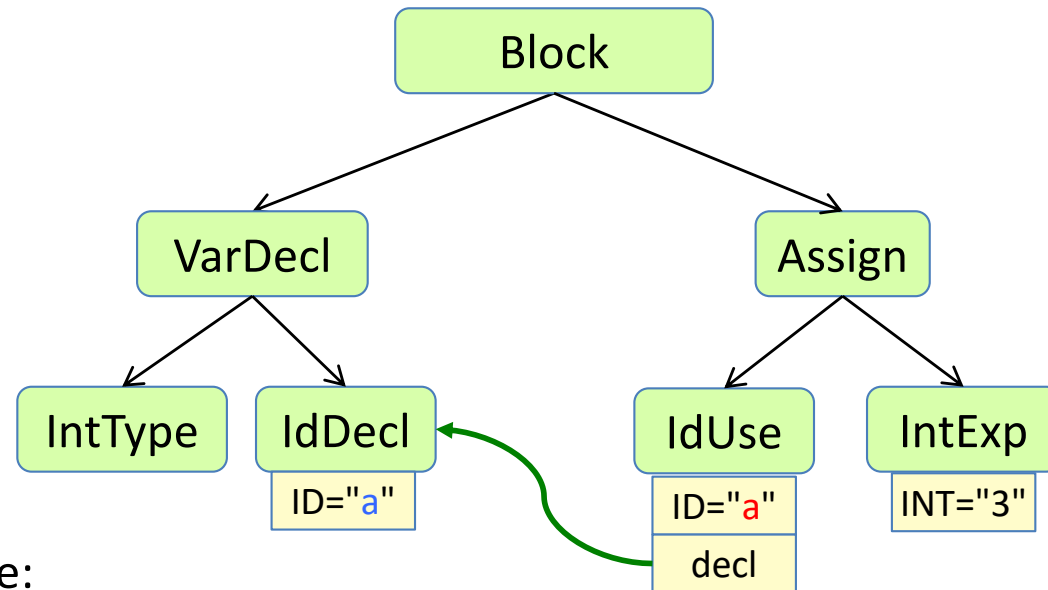 Block
VarDecl Assign
IntType IdDecl IdUse IntExp
ID="a" ID="a" INT="3"
decl
e: